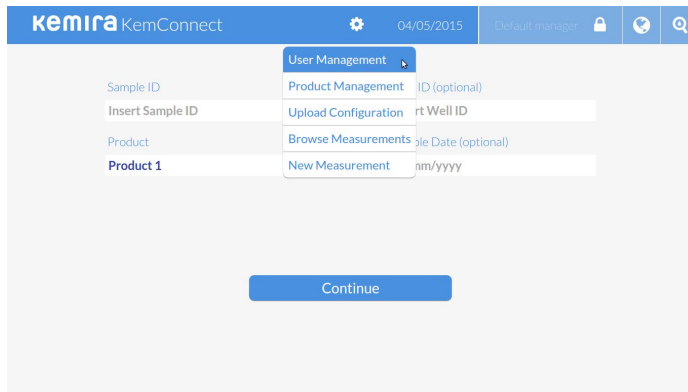 kemira KemConnect 04/05/2015 Default manager
User Management
Sample ID Product Management ID (optional)
Insert Sample ID Upload Configuration rt Well ID
Product Browse Measurements ple Date (optional)
Product 1 New Measurement mm/yyyy
Continue